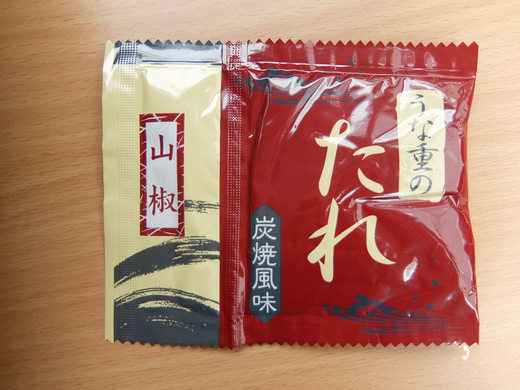 うな重の
たれ
炭焼風味
山椒